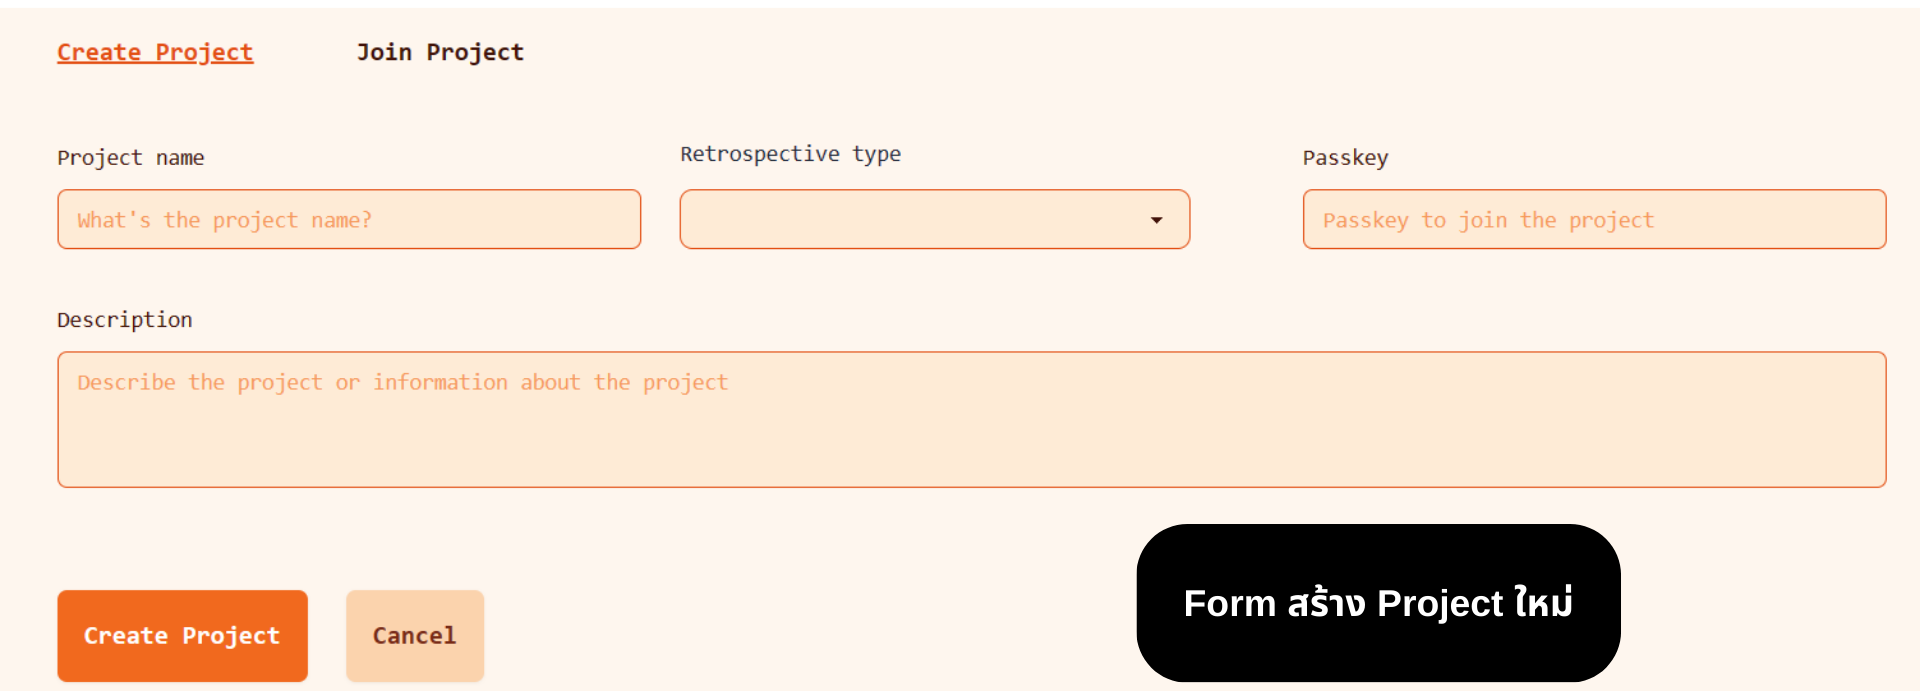 Create Project
Join Project
Project name
Retrospective type
Passkey
What's the project name?
Passkey to join the project
Description
Describe the project or information about the project
Create Project
Cancel
Form สร้าง Project ใหม่